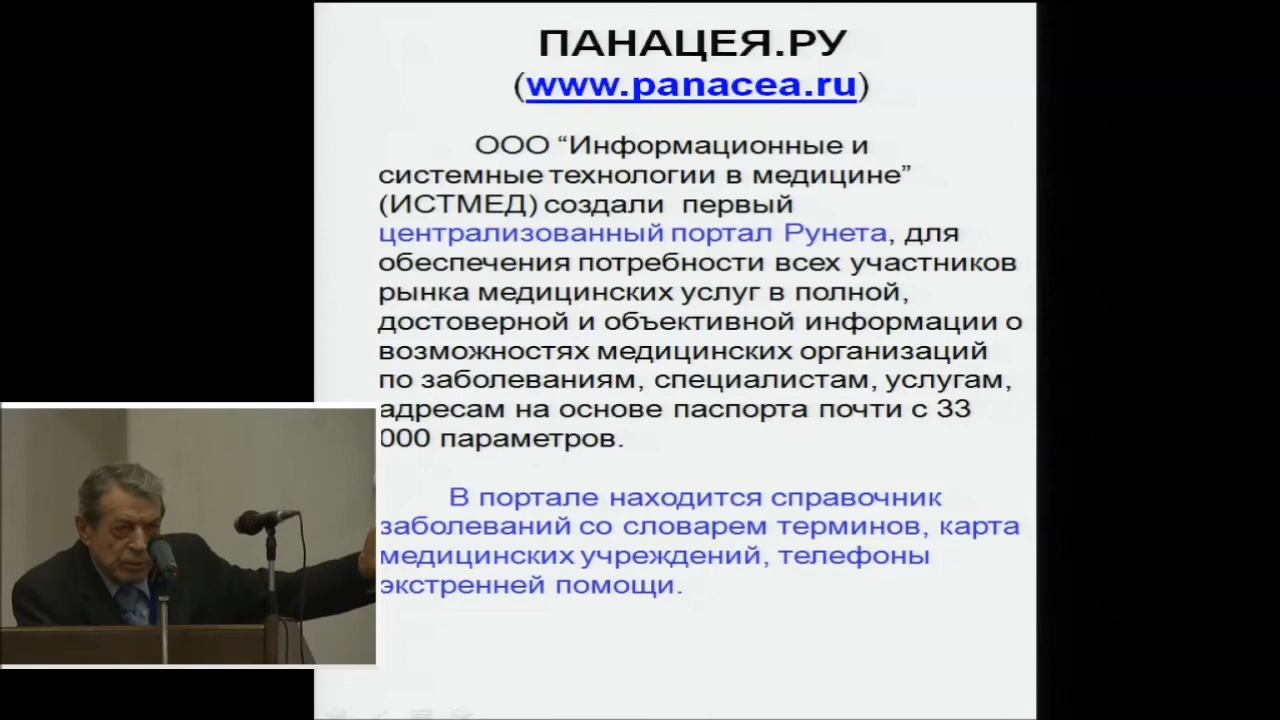 ПАНАЦЕЯ.РУ
(www.panacea.ru)
ООО “Информационные и
системные технологии в медицине”
(ИСТМЕД) создали первый
централизованный портал Рунета, для
обеспечения потребности всех участников
рынка медицинских услуг в полной,
достоверной и объективной информации о
возможностях медицинских организаций
по заболеваниям, специалистам, услугам,
адресам на основе паспорта почти с 33
000 параметров.
В портале находится справочник
заболеваний со словарем терминов, карта
медицинских учреждений, телефоны
экстренней помощи.